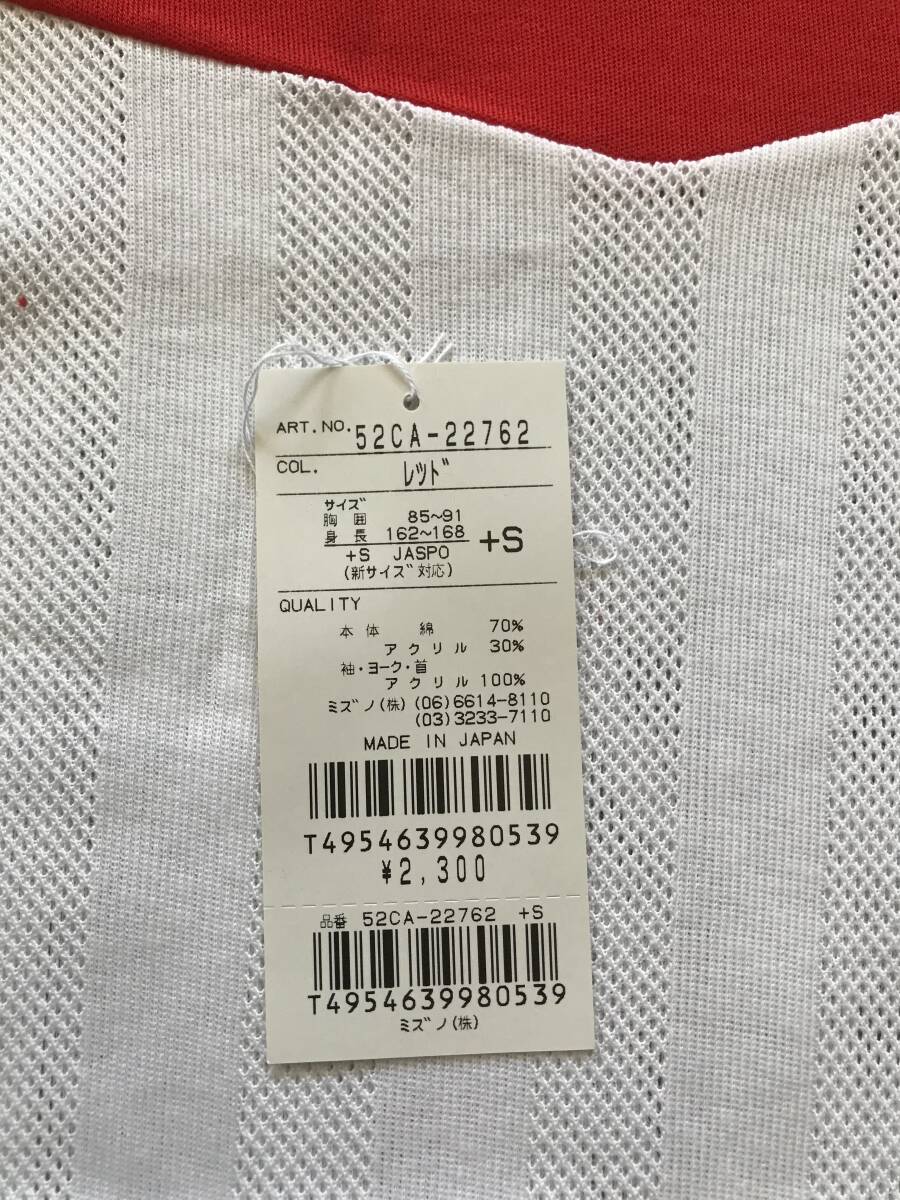 ART.NO. 52CA-22762
COL. レッド
サイズ
胸囲 85~91
身長 162~168
+S
+S JASPO
(新サイズ対応)
QUALITY
本体 綿 70%
アクリル 30%
袖・ヨーク・首
アクリル 100%
ミズノ(株) (06)6614-8110
(03)3233-7110
MADE IN JAPAN
T4954639980539
¥2,300
品番 52CA-22762 +S
T4954639980539
ミズノ(株)